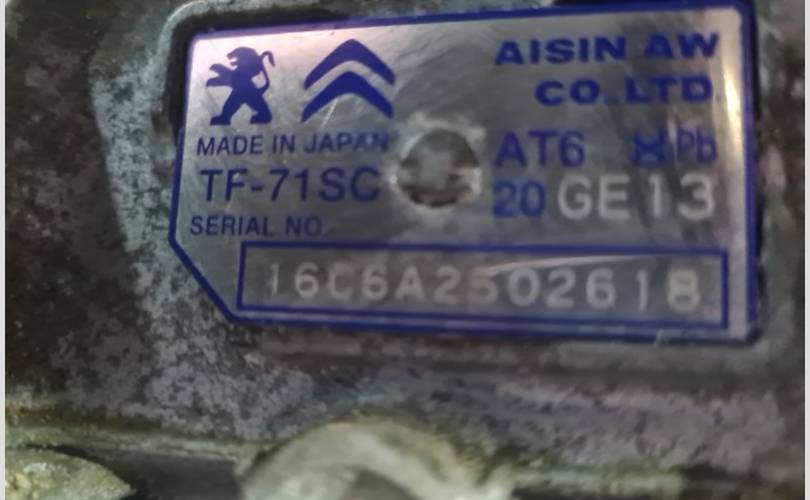 AISIN AW
CO.,LTD.
MADE IN JAPAN
AT6 Pb
TF-71SC
20 GE13
SERIAL NO.
16C6A2502618